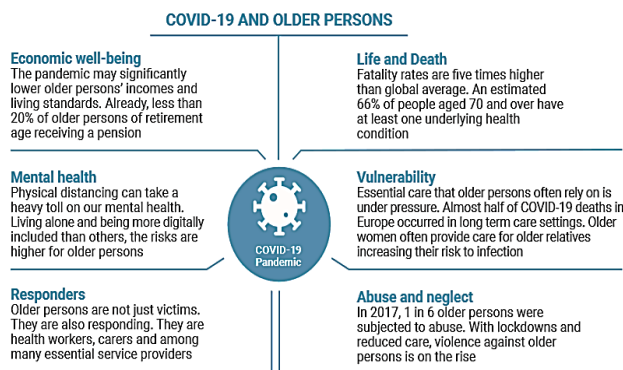 COVID-19 AND OLDER PERSONS
Economic well-being
The pandemic may significantly
lower older persons' incomes and
living standards. Already, less than
20% of older persons of retirement
age receiving a pension
Life and Death
Fatality rates are five times higher
than global average. An estimated
66% of people aged 70 and over have
at least one underlying health
condition
Mental health
Physical distancing can take a
heavy toll on our mental health.
Living alone and being more digitally
included than others, the risks are
higher for older persons
Vulnerability
Essential care that older persons often rely on is
under pressure. Almost half of COVID-19 deaths in
Europe occurred in long term care settings. Older
women often provide care for older relatives
increasing their risk to infection
COVID-19
Pandemic
Responders
Older persons are not just victims.
They are also responding. They are
health workers, carers and among
many essential service providers
Abuse and neglect
In 2017, 1 in 6 older persons were
subjected to abuse. With lockdowns and
reduced care, violence against older
persons is on the rise